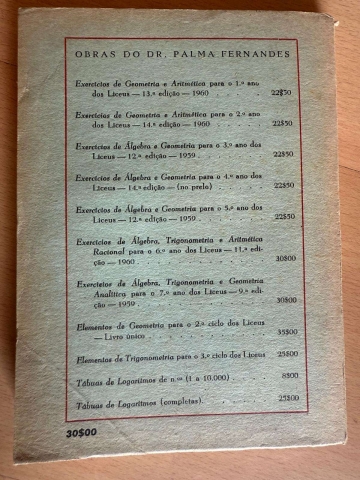 OBRAS DO DR. PALMA FERNANDES
Exercícios de Geometria e Aritmética para o 1.º ano
dos Liceus — 13.ª edição — 1960 . . . . . 22$50
Exercícios de Geometria e Aritmética para o 2.º ano
dos Liceus — 14.ª edição — 1960 . . . . . 22$50
Exercícios de Álgebra e Geometria para o 3.º ano dos
Liceus — 12.ª edição — 1959 . . . . . . 22$50
Exercícios de Álgebra e Geometria para o 4.º ano dos
Liceus — 14.ª edição — (no prelo) . . . . . 22$50
Exercícios de Álgebra e Geometria para o 5.º ano dos
Liceus — 12.ª edição — 1959 . . . . . . 22$50
Exercícios de Álgebra, Trigonometria e Aritmética
Racional para o 6.º ano dos Liceus — 11.ª edi-
ção — 1960 . . . . . . . . . . 30$00
Exercícios de Álgebra, Trigonometria e Geometria
Analítica para o 7.º ano dos Liceus — 9.ª edi-
ção — 1959 . . . . . . . . . . 30$00
Elementos de Geometria para o 2.º ciclo dos Liceus
— Livro único . . . . . . . . . 35$00
Elementos de Trigonometria para o 3.º ciclo dos Liceus 25$00
Tábuas de Logaritmos de n.os (1 a 10.000) . . . . 8$00
Tábuas de Logaritmos (completas). . . . . . 25$00
30$00